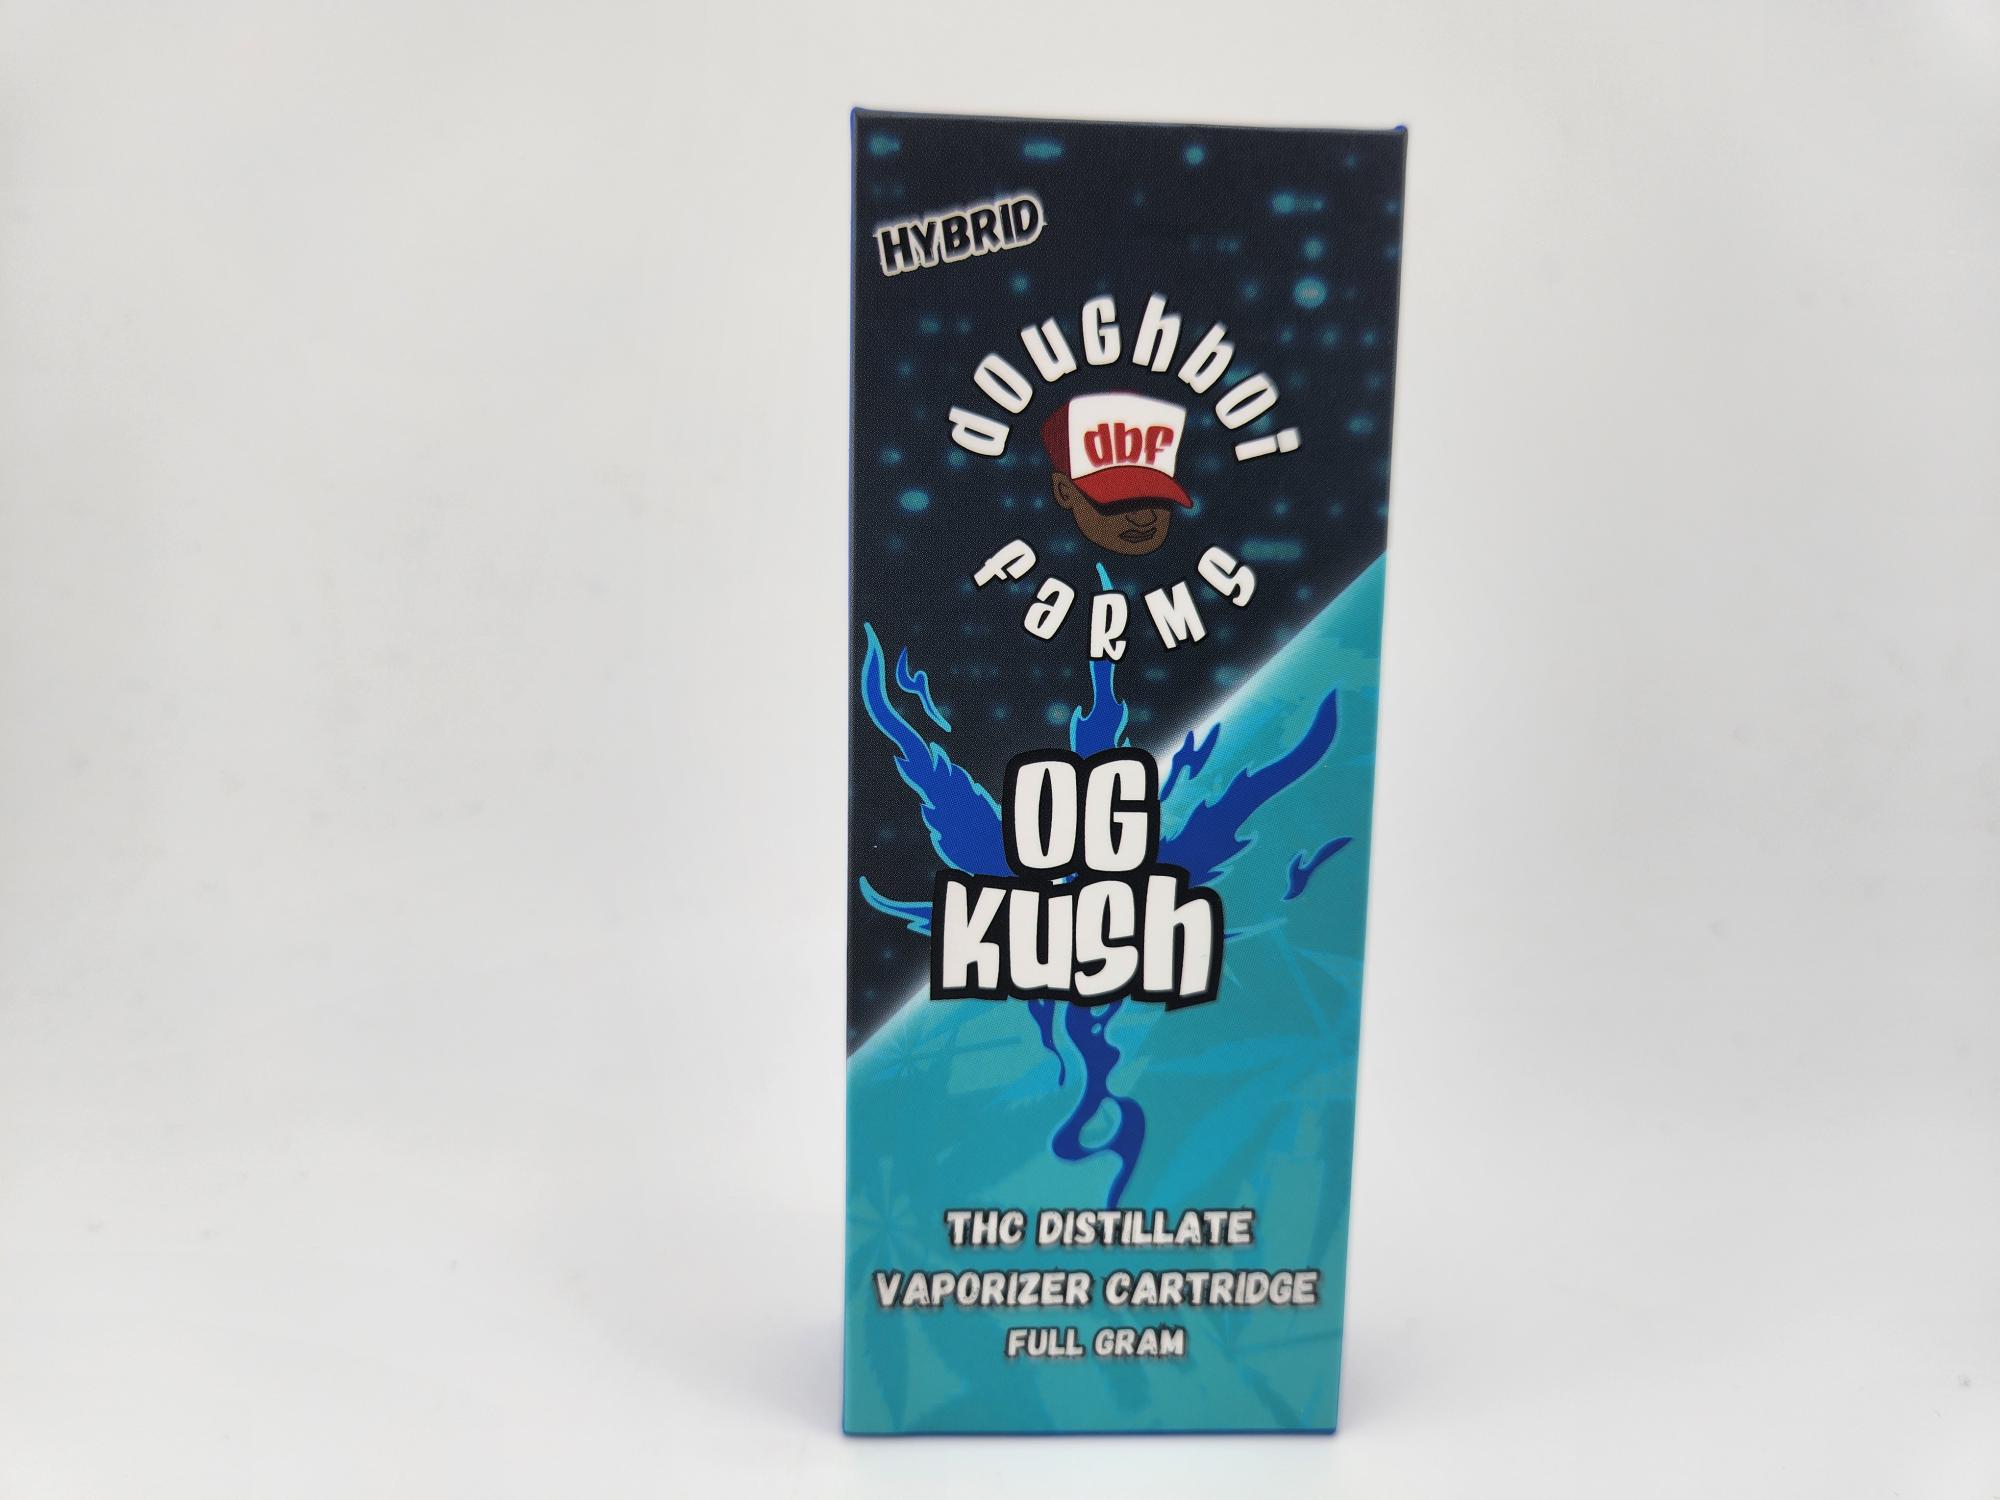 HYBRID
doughboi
dbf
farms
OG
Kush
THC DISTILLATE
VAPORIZER CARTRIDGE
FULL GRAM